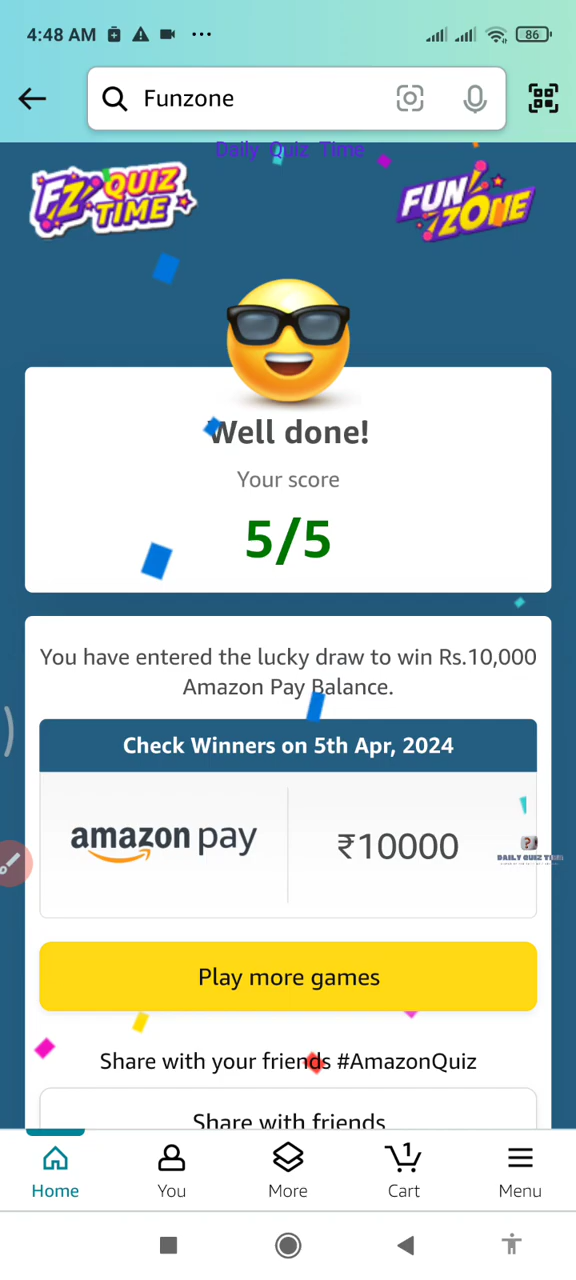 4:48 AM
86
Funzone
Daily Quiz Time
FZ QUIZ
TIME
FUN
ZONE
Well done!
Your score
5/5
You have entered the lucky draw to win Rs.10,000
Amazon Pay Balance.
Check Winners on 5th Apr, 2024
amazon pay
₹10000
?
DAILY QUIZ TIME
Play more games
Share with your friends #AmazonQuiz
Share with friends
1
Home
You
More
Cart
Menu